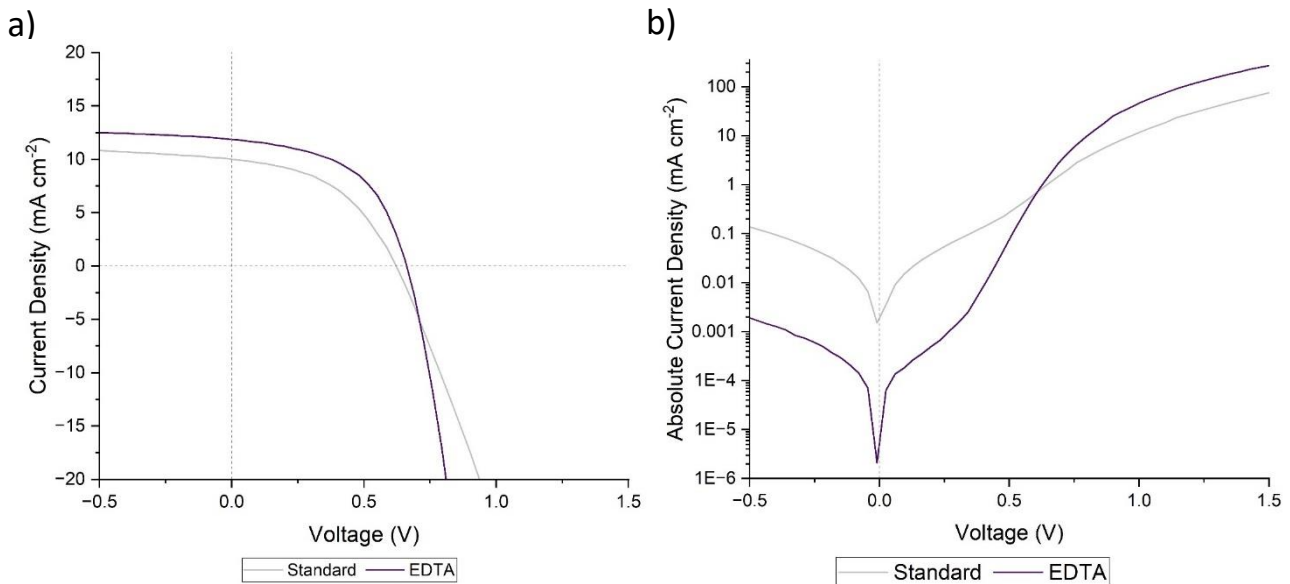 a)
Current Density (mA cm⁻²)
20
15
10
5
0
−5
−10
−15
−20
−0.5 0.0 0.5 1.0 1.5
Voltage (V)
Standard EDTA
b)
Absolute Current Density (mA cm⁻²)
100
10
1
0.1
0.01
0.001
1E−4
1E−5
1E−6
−0.5 0.0 0.5 1.0 1.5
Voltage (V)
Standard EDTA